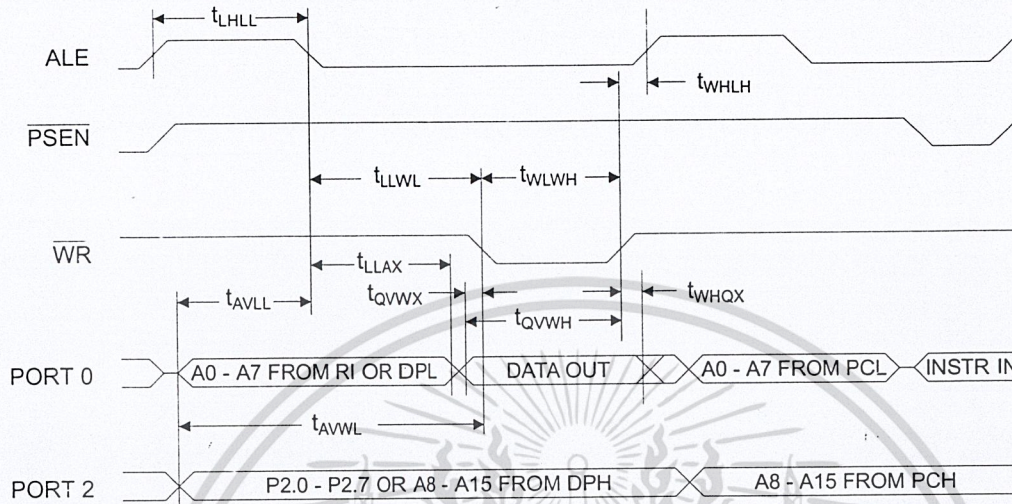 tLHLL
ALE
tWHLH
PSEN
tLLWL
tWLWH
WR
tLLAX
tQVWX
tWHQX
tAVLL
tQVWH
PORT 0
A0 - A7 FROM RI OR DPL
DATA OUT
A0 - A7 FROM PCL
INSTR IN
tAVWL
PORT 2
P2.0 - P2.7 OR A8 - A15 FROM DPH
A8 - A15 FROM PCH